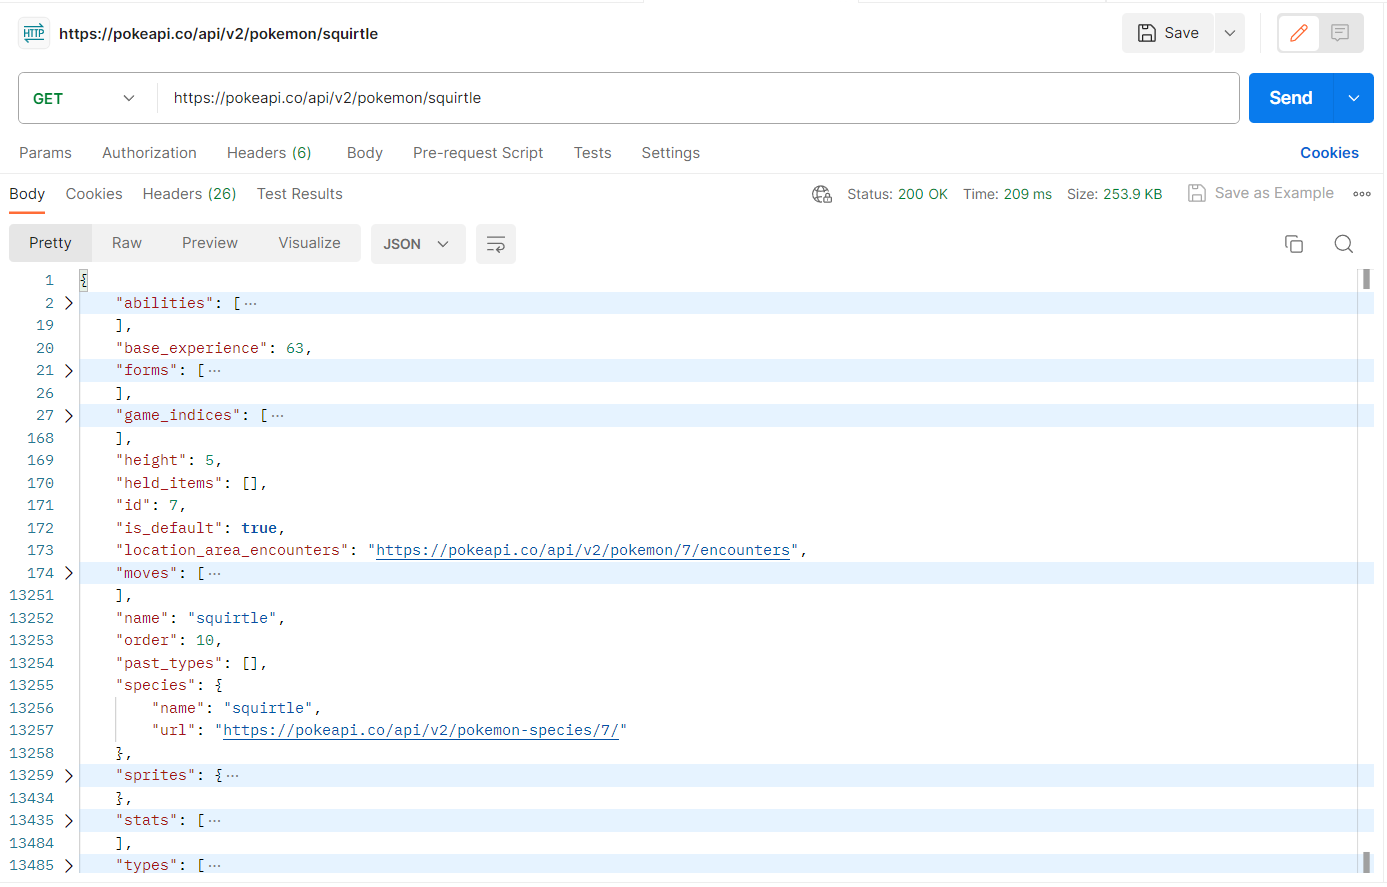 HTTP https://pokeapi.co/api/v2/pokemon/squirtle Save
GET https://pokeapi.co/api/v2/pokemon/squirtle Send
Params Authorization Headers (6) Body Pre-request Script Tests Settings Cookies
Body Cookies Headers (26) Test Results Status: 200 OK Time: 209 ms Size: 253.9 KB Save as Example
Pretty Raw Preview Visualize JSON
1 {
2 "abilities": [ ···
19 ],
20 "base_experience": 63,
21 "forms": [ ···
26 ],
27 "game_indices": [ ···
168 ],
169 "height": 5,
170 "held_items": [],
171 "id": 7,
172 "is_default": true,
173 "location_area_encounters": "https://pokeapi.co/api/v2/pokemon/7/encounters",
174 "moves": [ ···
13251 ],
13252 "name": "squirtle",
13253 "order": 10,
13254 "past_types": [],
13255 "species": {
13256 "name": "squirtle",
13257 "url": "https://pokeapi.co/api/v2/pokemon-species/7/"
13258 },
13259 "sprites": { ···
13434 },
13435 "stats": [ ···
13484 ],
13485 "types": [ ···